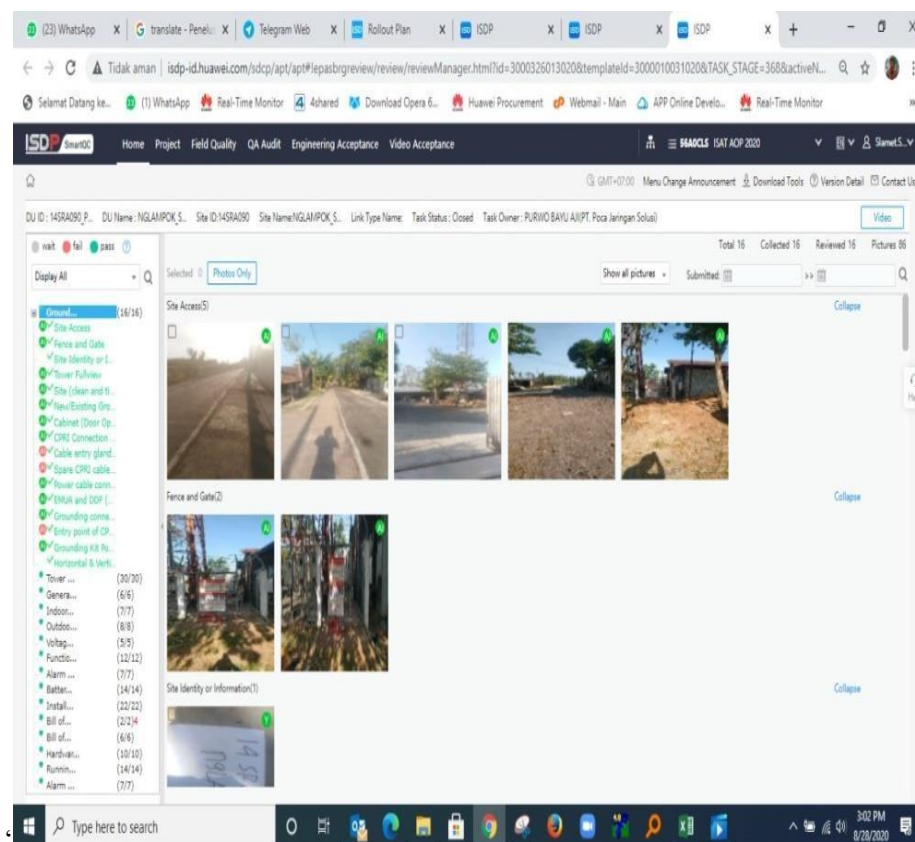 (23) WhatsApp X translate - Penelu X Telegram Web X Rollout Plan X ISDP X ISDP X ISDP X +
Tidak aman isdp-id.huawei.com/sdcp/apt/apt#lepasbrgreview/review/reviewManager.html?id=3000326013020&templateId=3000010031020&TASK_STAGE=368&activeN...
Selamat Datang ke.. (1) WhatsApp Real-Time Monitor 4shared Download Opera 6... Huawei Procurement Webmail - Main APP Online Develo... Real-Time Monitor
ISDP SmartQC Home Project Field Quality QA Audit Engineering Acceptance Video Acceptance 56A0CLS ISAT AOP 2020 Slamet.S..
GMT+07:00 Menu Change Announcement Download Tools Version Detail Contact Us
DU ID : 14SRA090_P... DU Name : NGLAMPOK_S... Site ID:14SRA090 Site Name:NGLAMPOK_S... Link Type Name: Task Status : Closed Task Owner : PURWO BAYU AJI(PT. Poca Jaringan Solusi) Video
wait fail pass
Total 16 Collected 16 Reviewed 16 Pictures 86
Display All
Selected 0 Photos Only Show all pictures Submitted: >>
Ground... (16/16)
Site Access
Fence and Gate
Site Identity or I...
Tower Fullview
Site (clean and ti...
New/Existing Gro...
Cabinet (Door Op...
CPRI Connection ...
Cable entry gland...
Spare CPRI cable...
Power cable conn...
EMUA and DDF (...
Grounding conne...
Entry point of CP...
Grounding Kit Po...
Horizontal & Verti...
Tower ... (30/30)
Genera... (6/6)
Indoor... (7/7)
Outdoo... (8/8)
Voltag... (5/5)
Functio... (12/12)
Alarm ... (7/7)
Batter... (14/14)
Install... (22/22)
Bill of... (2/2)4
Bill of... (6/6)
Hardwar... (10/10)
Runnin... (14/14)
Alarm ... (7/7)
Site Access(5) Collapse
Fence and Gate(2) Collapse
Site Identity or Information(1) Collapse
Type here to search
3:02 PM
8/28/2020